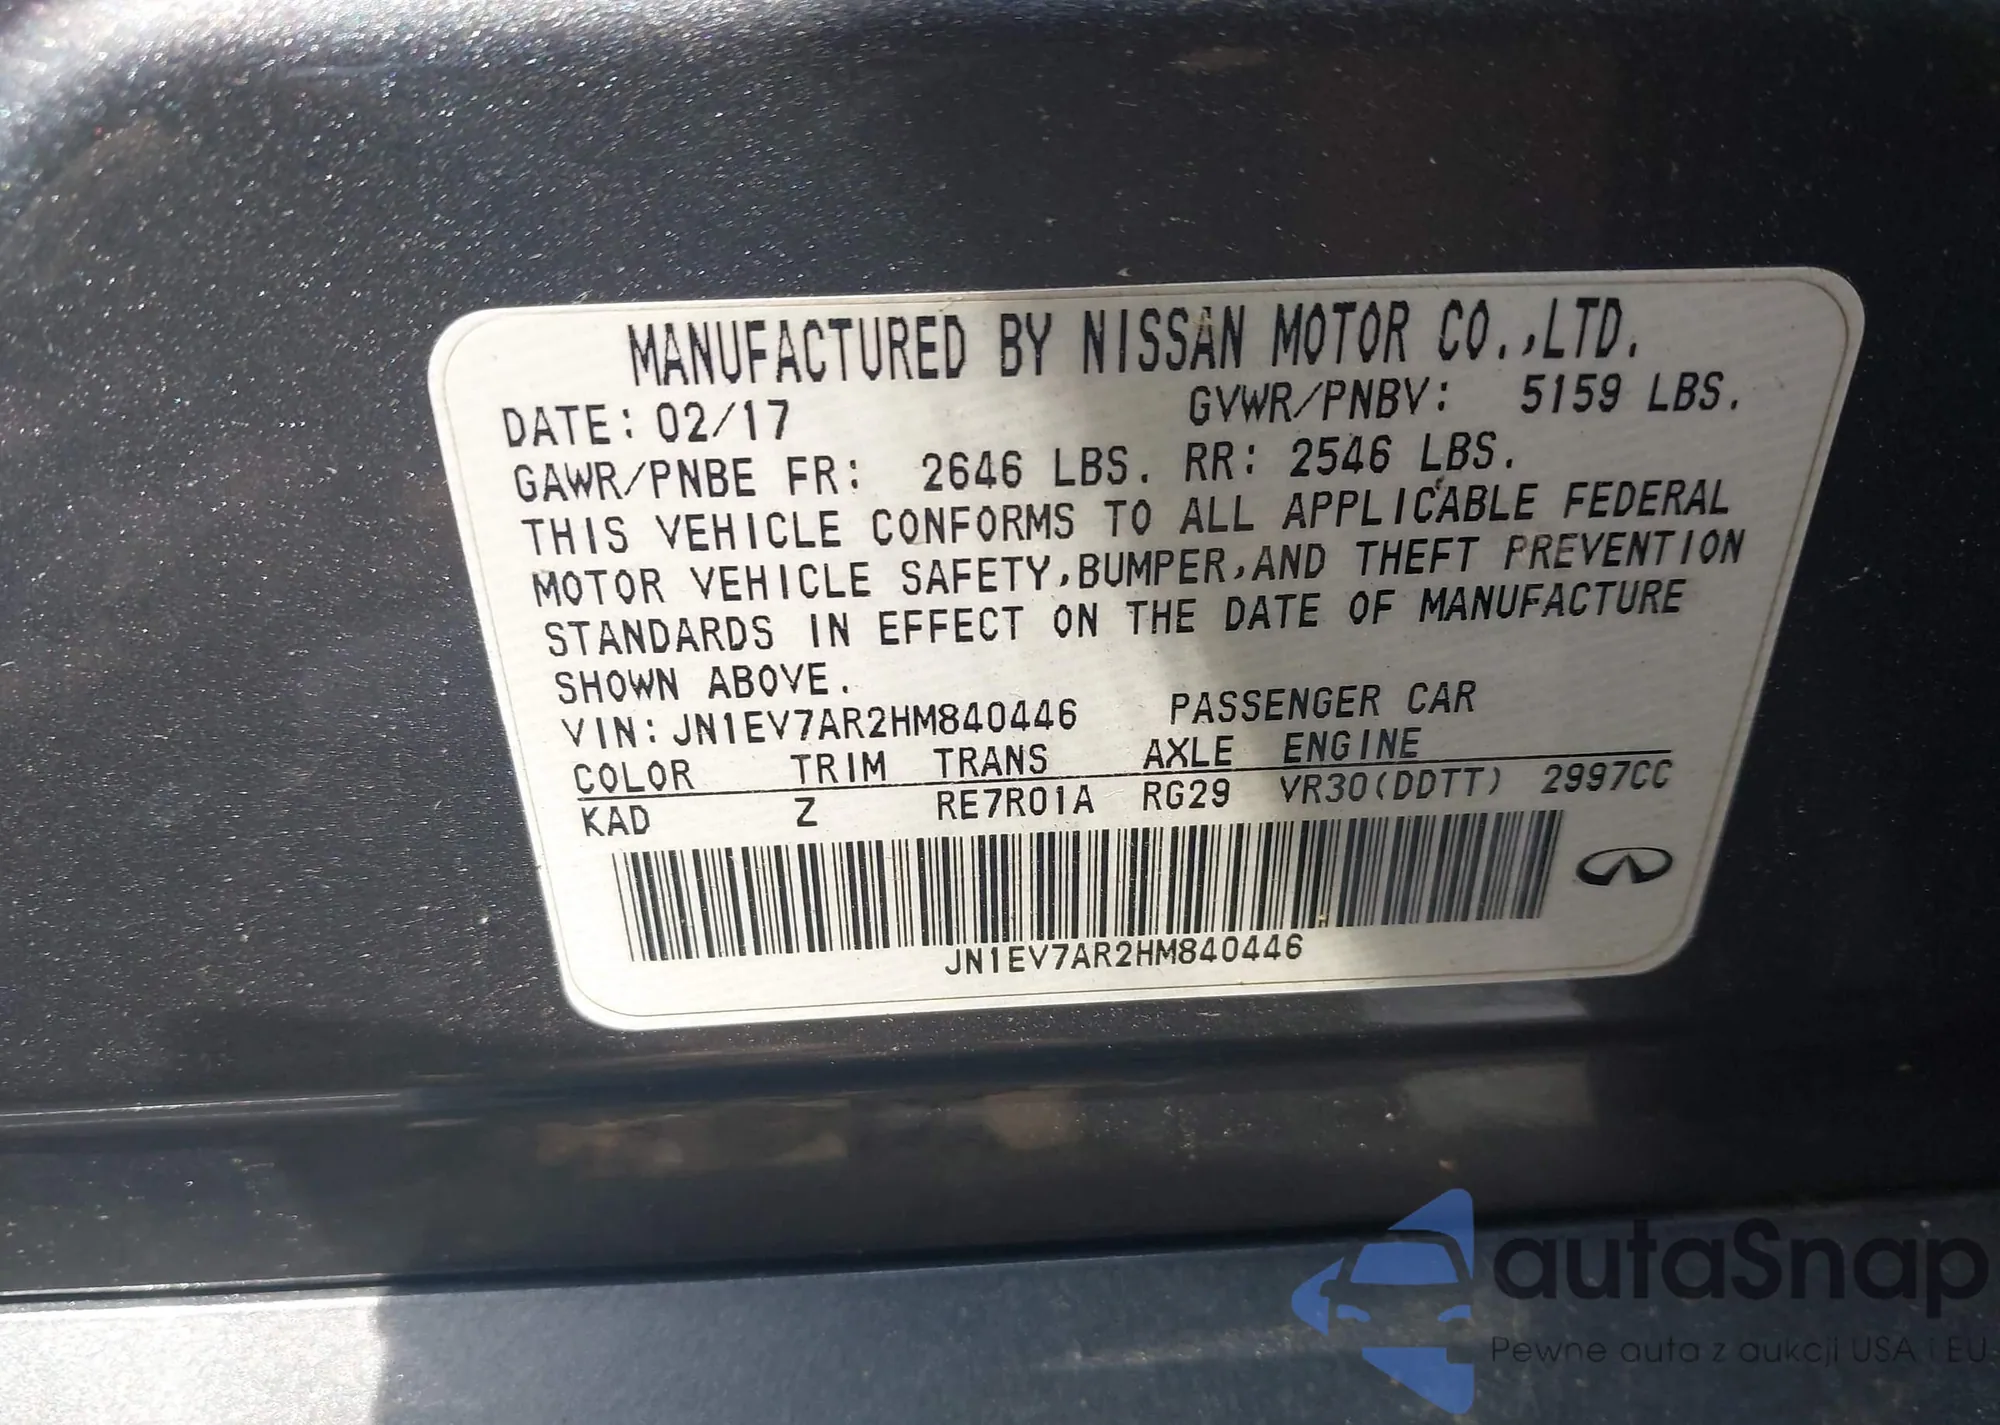 MANUFACTURED BY NISSAN MOTOR CO.,LTD.
DATE: 02/17 GVWR/PNBV: 5159 LBS.
GAWR/PNBE FR: 2646 LBS. RR: 2546 LBS.
THIS VEHICLE CONFORMS TO ALL APPLICABLE FEDERAL
MOTOR VEHICLE SAFETY,BUMPER,AND THEFT PREVENTION
STANDARDS IN EFFECT ON THE DATE OF MANUFACTURE
SHOWN ABOVE.
VIN: JN1EV7AR2HM840446 PASSENGER CAR
COLOR TRIM TRANS AXLE ENGINE
KAD Z RE7R01A RG29 VR30(DDTT) 2997CC
JN1EV7AR2HM840446
autaSnap
Pewne auta z aukcji USA i EU